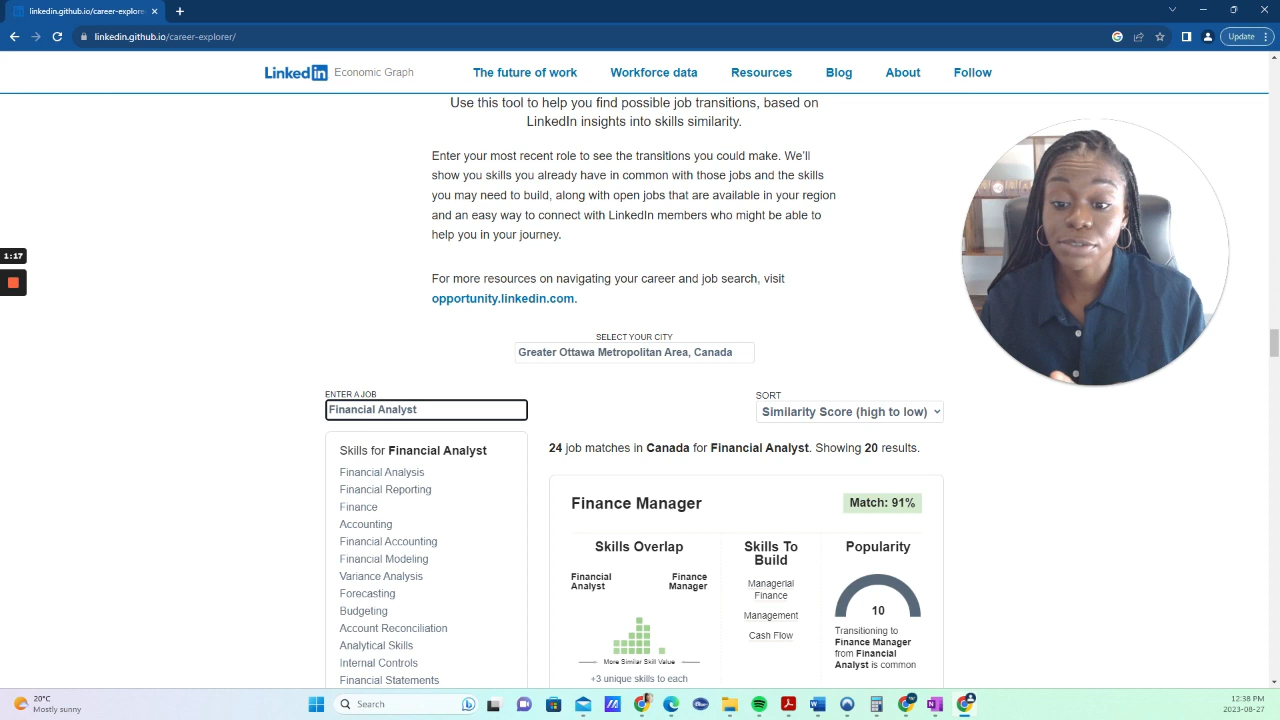 linkedin.github.io/career-explore
linkedin.github.io/career-explorer/
Update
LinkedIn Economic Graph
The future of work
Workforce data
Resources
Blog
About
Follow
Use this tool to help you find possible job transitions, based on
LinkedIn insights into skills similarity.
Enter your most recent role to see the transitions you could make. We'll
show you skills you already have in common with those jobs and the skills
you may need to build, along with open jobs that are available in your region
and an easy way to connect with LinkedIn members who might be able to
help you in your journey.
1:17
For more resources on navigating your career and job search, visit
opportunity.linkedin.com.
SELECT YOUR CITY
Greater Ottawa Metropolitan Area, Canada
ENTER A JOB
Financial Analyst
SORT
Similarity Score (high to low)
Skills for Financial Analyst
Financial Analysis
Financial Reporting
Finance
Accounting
Financial Accounting
Financial Modeling
Variance Analysis
Forecasting
Budgeting
Account Reconciliation
Analytical Skills
Internal Controls
Financial Statements
24 job matches in Canada for Financial Analyst. Showing 20 results.
Finance Manager
Match: 91%
Skills Overlap
Financial
Analyst
Finance
Manager
More Similar Skill Value
+3 unique skills to each
Skills To
Build
Managerial
Finance
Management
Cash Flow
Popularity
10
Transitioning to
Finance Manager
from Financial
Analyst is common
20°C
Mostly sunny
Search
12:38 PM
2023-08-27